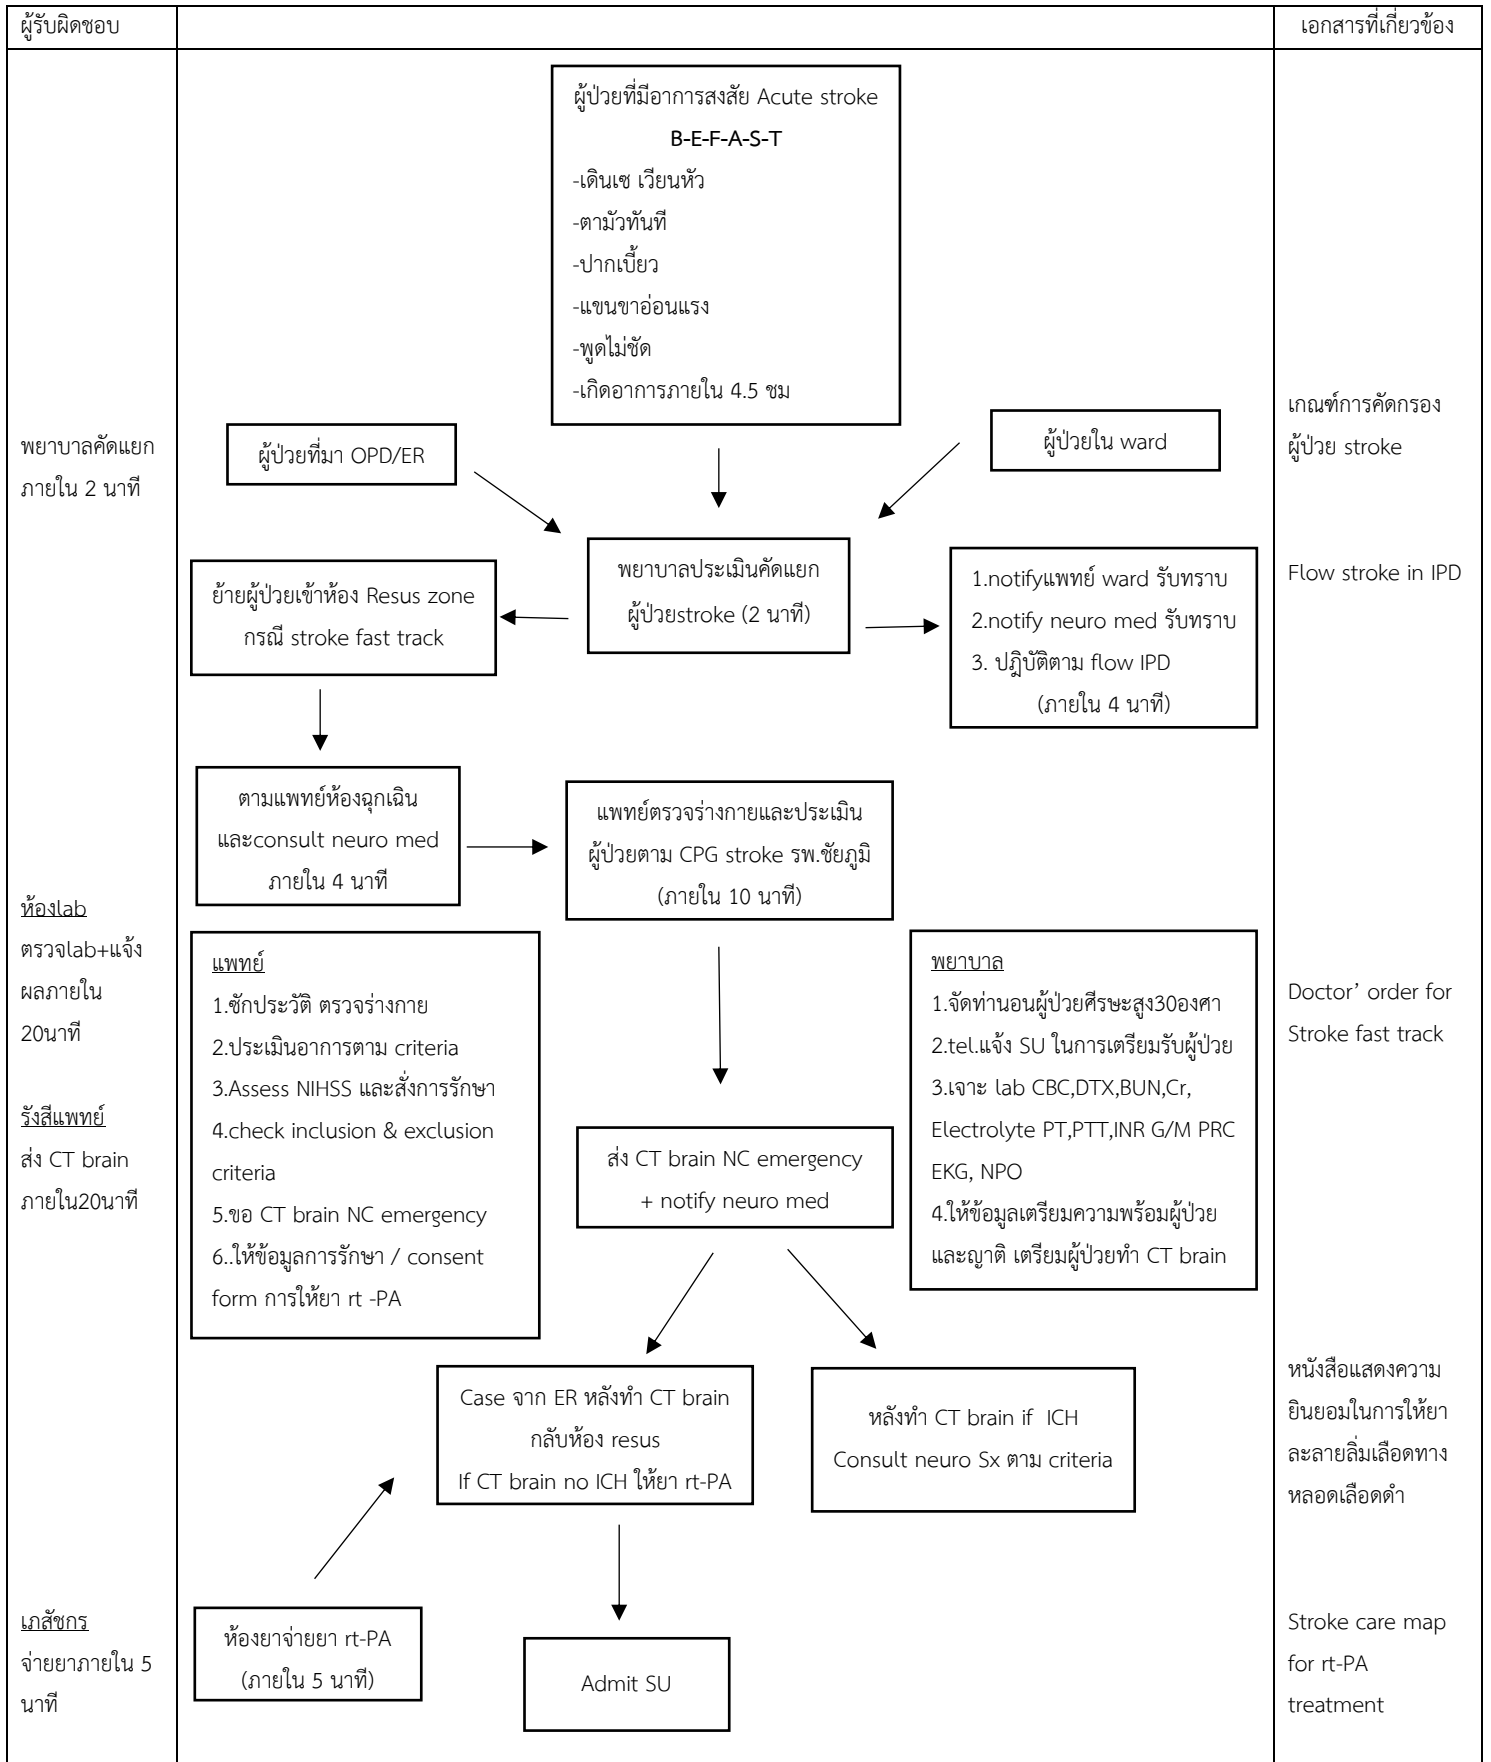 ผู้รับผิดชอบ
เอกสารที่เกี่ยวข้อง
ผู้ป่วยที่มีอาการสงสัย Acute stroke
B-E-F-A-S-T
-เดินเซ เวียนหัว
-ตามัวทันที
-ปากเบี้ยว
-แขนขาอ่อนแรง
-พูดไม่ชัด
-เกิดอาการภายใน 4.5 ชม
พยาบาลคัดแยก
ภายใน 2 นาที
ผู้ป่วยที่มา OPD/ER
ผู้ป่วยใน ward
เกณฑ์การคัดกรอง
ผู้ป่วย stroke
ย้ายผู้ป่วยเข้าห้อง Resus zone
กรณี stroke fast track
พยาบาลประเมินคัดแยก
ผู้ป่วยstroke (2 นาที)
1.notifyแพทย์ ward รับทราบ
2.notify neuro med รับทราบ
3. ปฎิบัติตาม flow IPD
(ภายใน 4 นาที)
Flow stroke in IPD
ตามแพทย์ห้องฉุกเฉิน
และconsult neuro med
ภายใน 4 นาที
แพทย์ตรวจร่างกายและประเมิน
ผู้ป่วยตาม CPG stroke รพ.ชัยภูมิ
(ภายใน 10 นาที)
ห้องlab
ตรวจlab+แจ้ง
ผลภายใน
20นาที
รังสีแพทย์
ส่ง CT brain
ภายใน20นาที
แพทย์
1.ซักประวัติ ตรวจร่างกาย
2.ประเมินอาการตาม criteria
3.Assess NIHSS และสั่งการรักษา
4.check inclusion & exclusion
criteria
5.ขอ CT brain NC emergency
6..ให้ข้อมูลการรักษา / consent
form การให้ยา rt -PA
ส่ง CT brain NC emergency
+ notify neuro med
พยาบาล
1.จัดท่านอนผู้ป่วยศีรษะสูง30องศา
2.tel.แจ้ง SU ในการเตรียมรับผู้ป่วย
3.เจาะ lab CBC,DTX,BUN,Cr,
Electrolyte PT,PTT,INR G/M PRC
EKG, NPO
4.ให้ข้อมูลเตรียมความพร้อมผู้ป่วย
และญาติ เตรียมผู้ป่วยทำ CT brain
Doctor’ order for
Stroke fast track
Case จาก ER หลังทำ CT brain
กลับห้อง resus
If CT brain no ICH ให้ยา rt-PA
หลังทำ CT brain if  ICH
Consult neuro Sx ตาม criteria
หนังสือแสดงความ
ยินยอมในการให้ยา
ละลายลิ่มเลือดทาง
หลอดเลือดดำ
เภสัชกร
จ่ายยาภายใน 5
นาที
ห้องยาจ่ายยา rt-PA
(ภายใน 5 นาที)
Admit SU
Stroke care map
for rt-PA
treatment